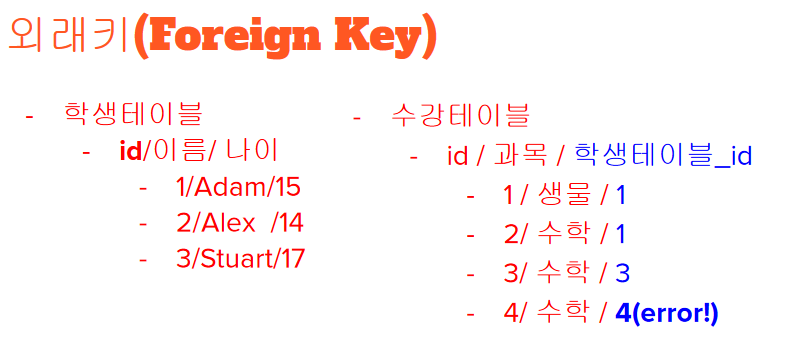 외래키(Foreign Key)
- 학생테이블
- id/이름/ 나이
- 1/Adam/15
- 2/Alex /14
- 3/Stuart/17
- 수강테이블
- id / 과목 / 학생테이블_id
- 1 / 생물 / 1
- 2/ 수학 / 1
- 3/ 수학 / 3
- 4/ 수학 / 4(error!)